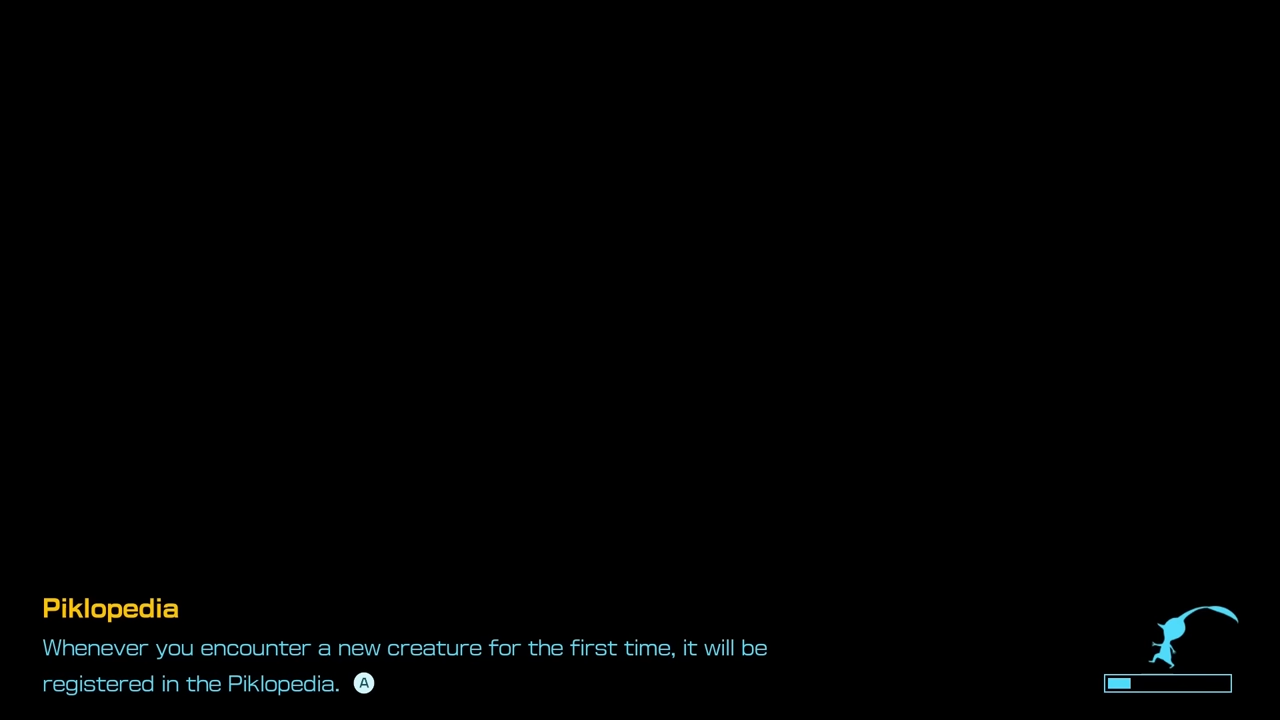 Piklopedia
Whenever you encounter a new creature for the first time, it will be
registered in the Piklopedia. A